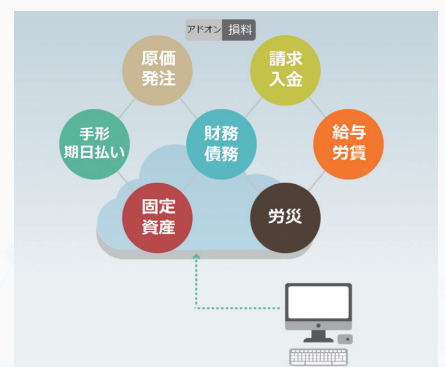 アドオン 損料
原価
発注
請求
入金
手形
期日払い
財務
債務
給与
労賃
固定
資産
労災